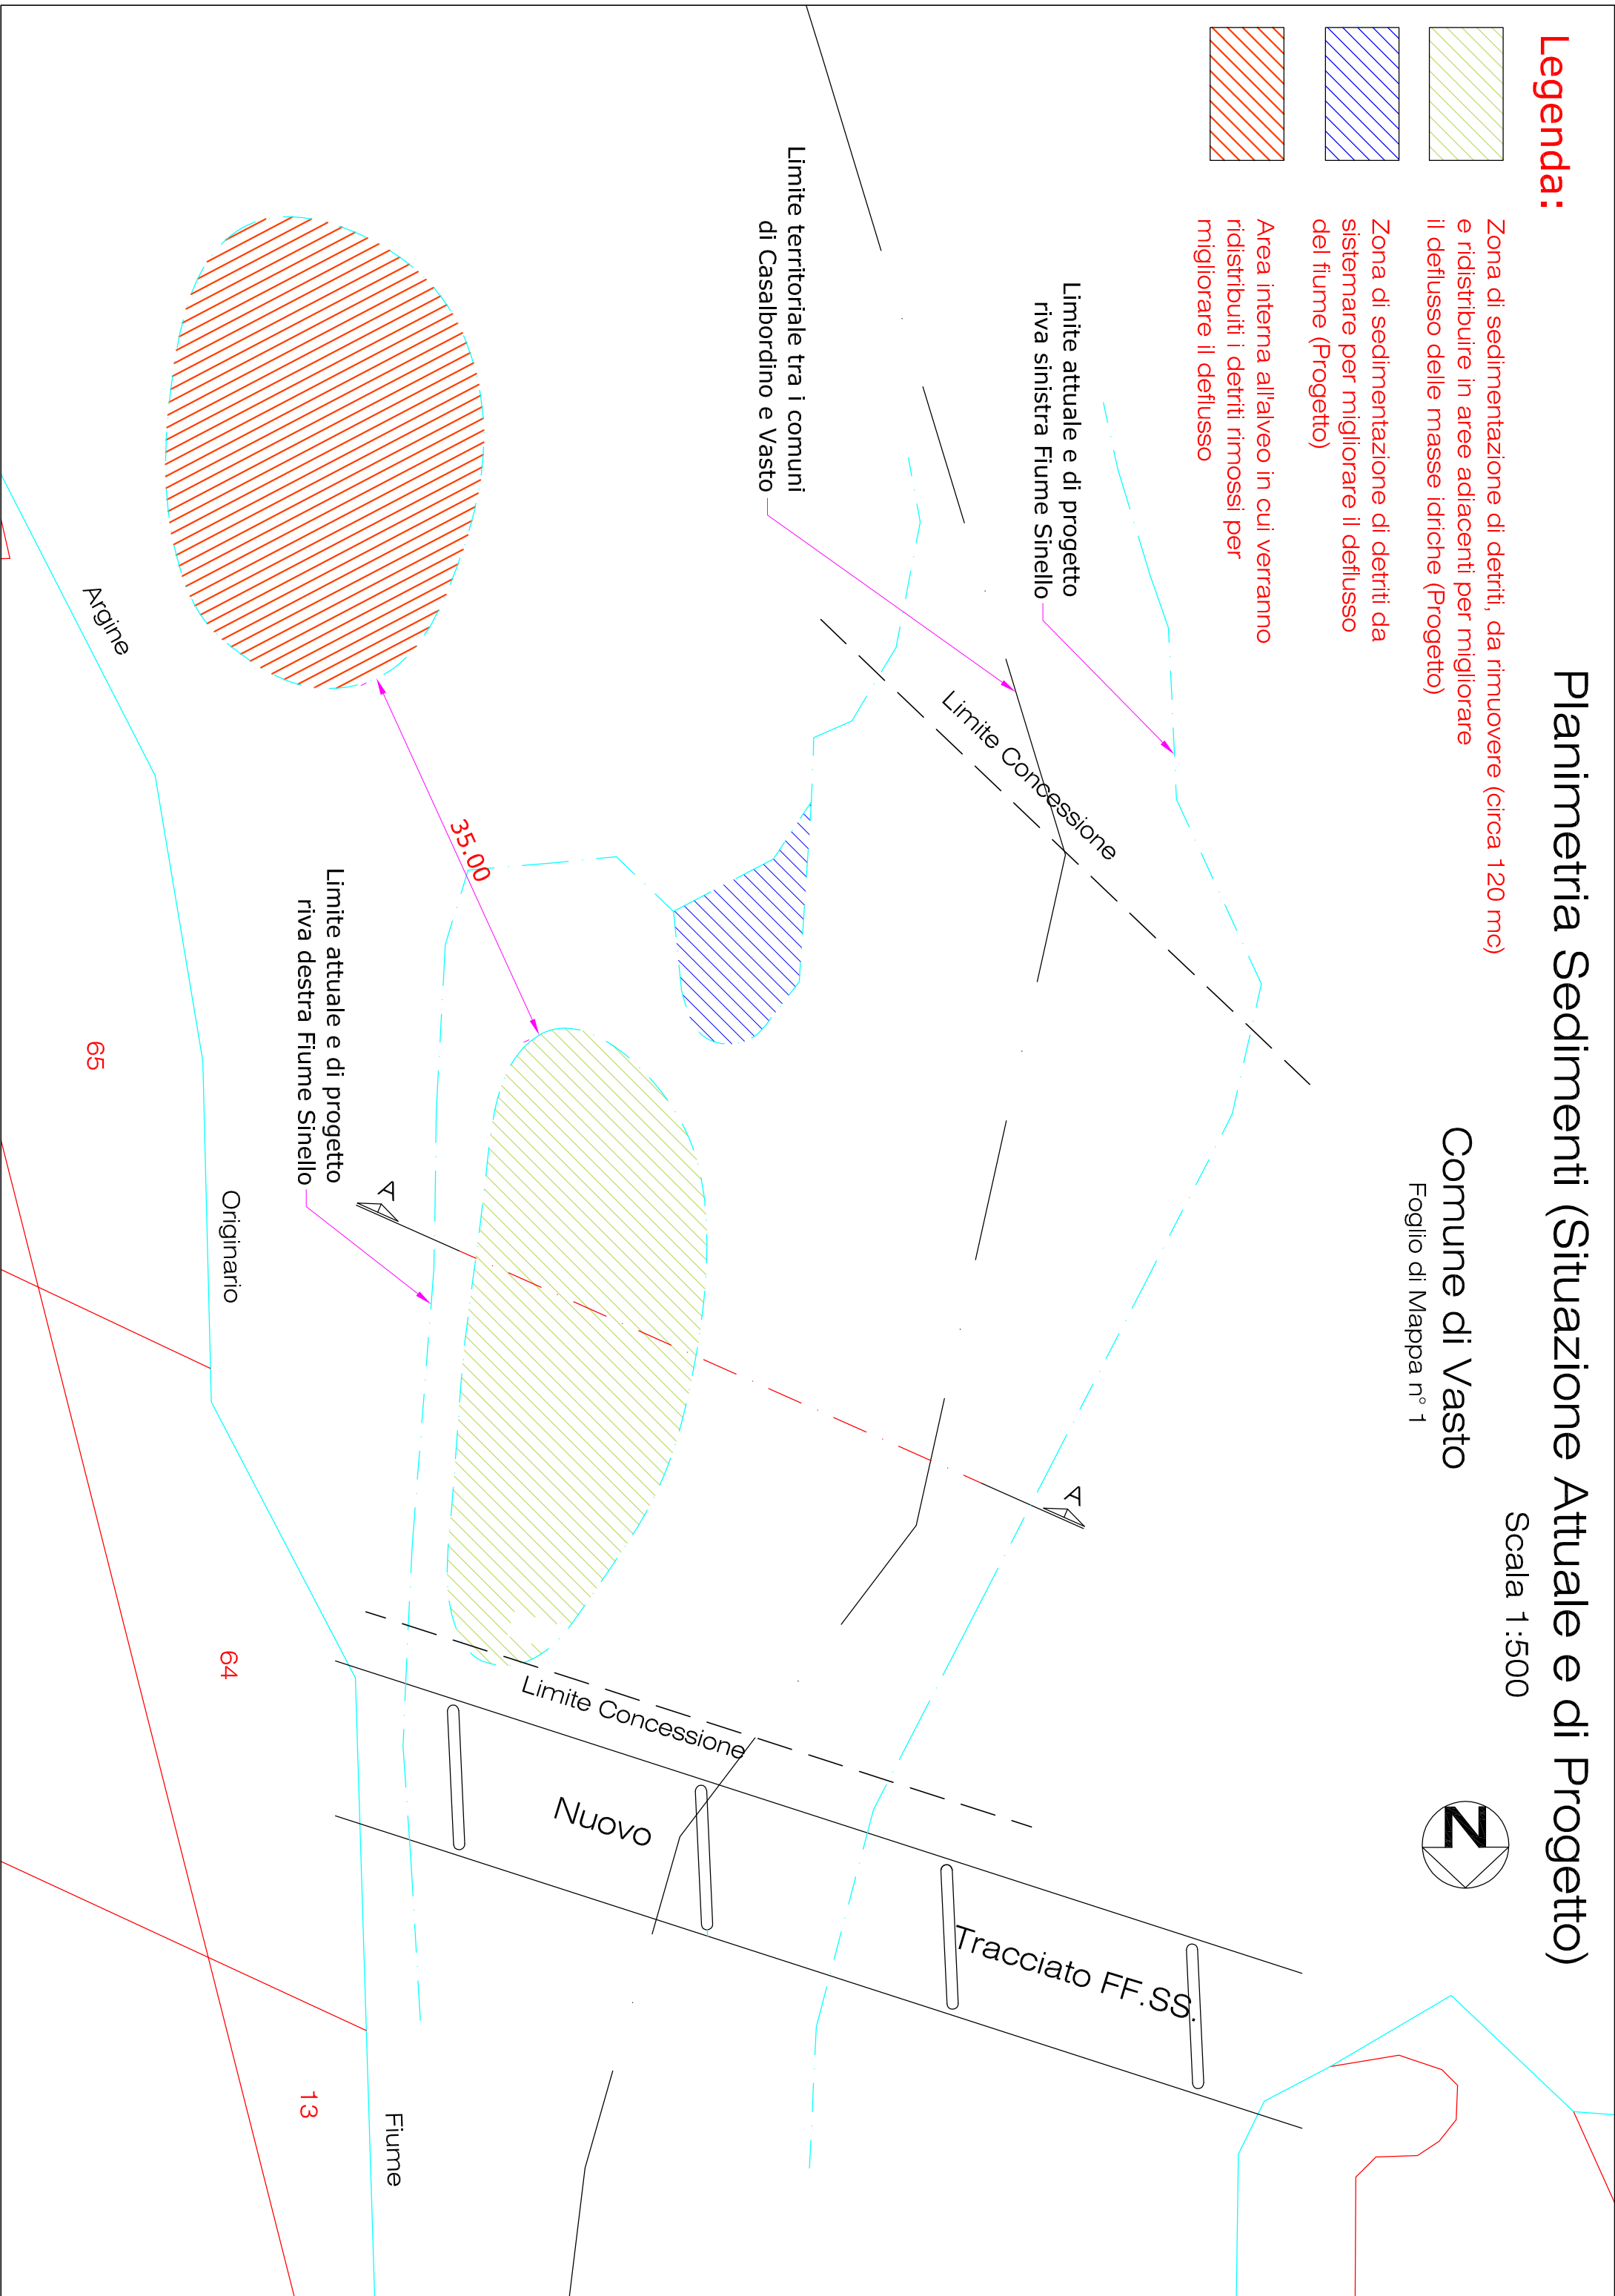 Planimetria Sedimenti (Situazione Attuale e di Progetto)
Scala 1:500
Comune di Vasto
Foglio di Mappa n° 1
N
Legenda:
Zona di sedimentazione di detriti, da rimuovere (circa 120 mc)
e ridistribuire in aree adiacenti per migliorare
il deflusso delle masse idriche (Progetto)
Zona di sedimentazione di detriti da
sistemare per migliorare il deflusso
del fiume (Progetto)
Area interna all'alveo in cui verranno
ridistribuiti i detriti rimossi per
migliorare il deflusso
Limite attuale e di progetto
riva sinistra Fiume Sinello
Limite territoriale tra i comuni
di Casalbordino e Vasto
Limite Concessione
A
Tracciato FF.SS.
Nuovo
Limite Concessione
35.00
Limite attuale e di progetto
riva destra Fiume Sinello
A
Argine
Originario
Fiume
65
64
13